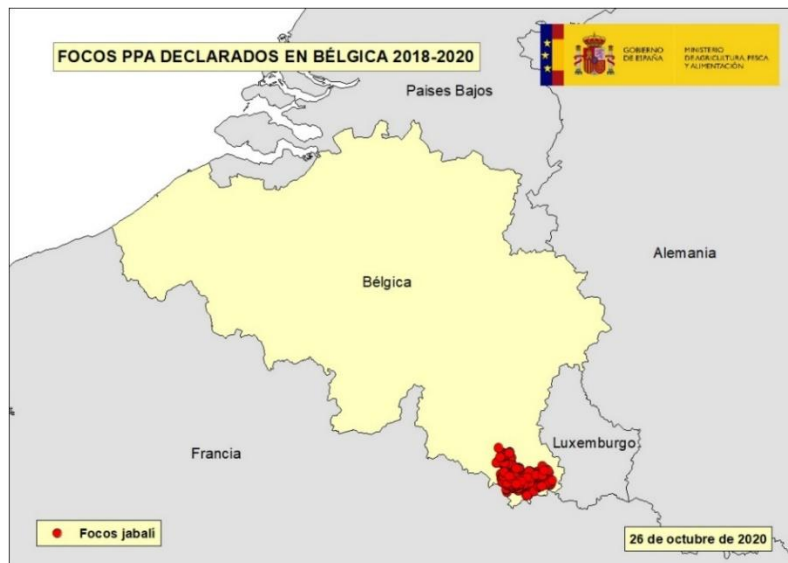 FOCOS PPA DECLARADOS EN BÉLGICA 2018-2020
GOBIERNO
DE ESPAÑA
MINISTERIO
DE AGRICULTURA, PESCA
Y ALIMENTACIÓN
Paises Bajos
Alemania
Bélgica
Luxemburgo
Francia
Focos jabalí
26 de octubre de 2020